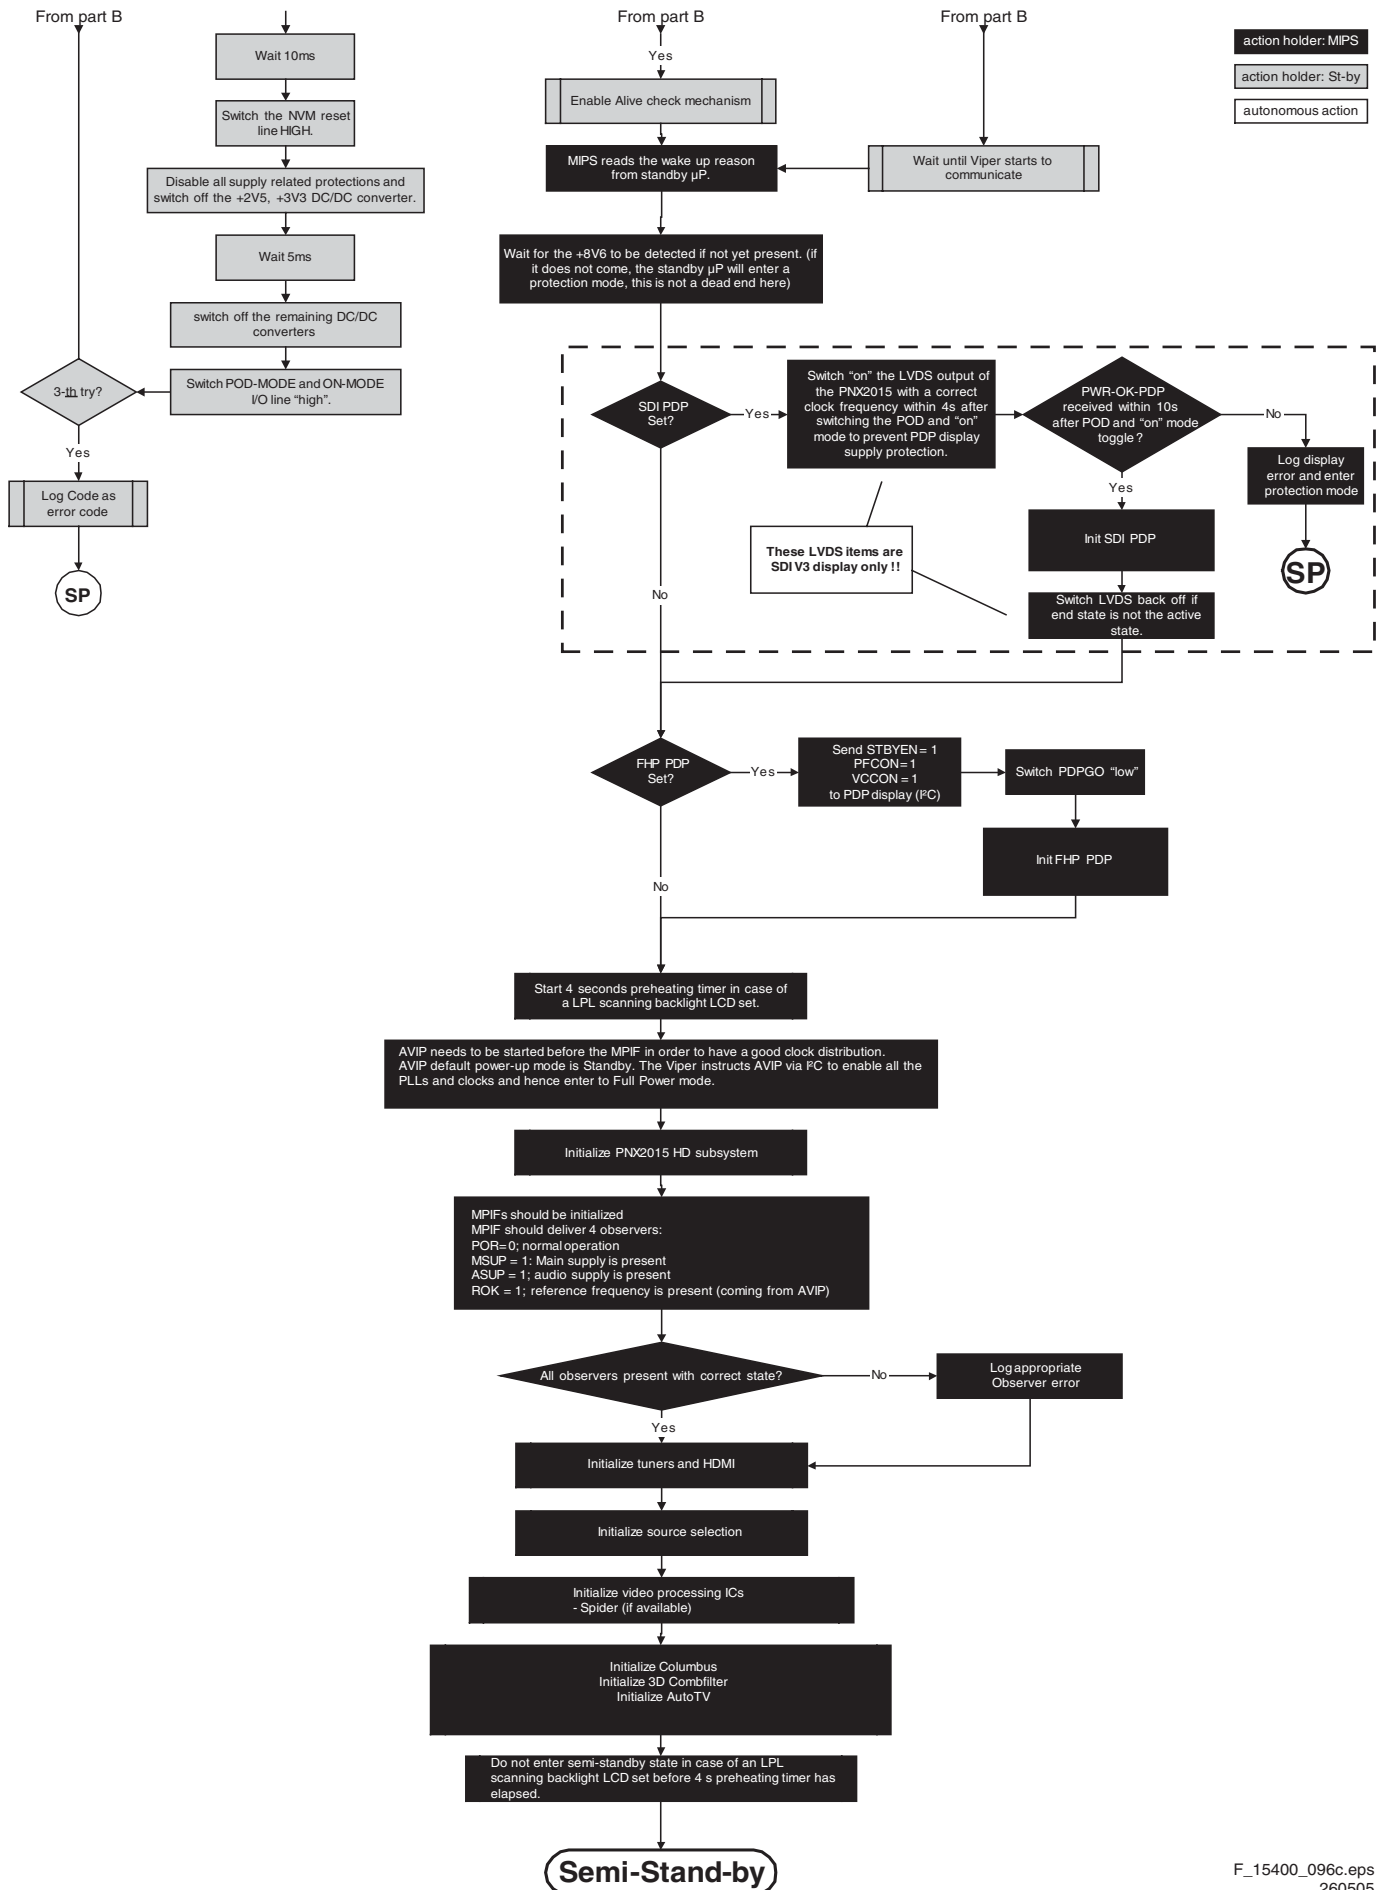 From part B
Wait 10ms
Switch the NVM reset
line HIGH.
Disable all supply related protections and
switch off the +2V5, +3V3 DC/DC converter.
Wait 5ms
switch off the remaining DC/DC
converters
Switch POD-MODE and ON-MODE
I/O line “high”.
3-th try?
Yes
Log Code as
error code
SP
From part B
Yes
Enable Alive check mechanism
MIPS reads the wake up reason
from standby µP.
From part B
Wait until Viper starts to
communicate
action holder: MIPS
action holder: St-by
autonomous action
Wait for the +8V6 to be detected if not yet present. (if
it does not come, the standby µP will enter a
protection mode, this is not a dead end here)
SDI PDP
Set?
Yes
Switch “on” the LVDS output of
the PNX2015 with a correct
clock frequency within 4s after
switching the POD and “on”
mode to prevent PDP display
supply protection.
PWR-OK-PDP
received within 10s
after POD and “on” mode
toggle ?
No
Log display
error and enter
protection mode
SP
Yes
Init SDI PDP
These LVDS items are
SDI V3 display only !!
Switch LVDS back off if
end state is not the active
state.
No
FHP PDP
Set?
Yes
Send STBYEN = 1
PFCON = 1
VCCON = 1
to PDP display (I²C)
Switch PDPGO “low”
Init FHP PDP
No
Start 4 seconds preheating timer in case of
a LPL scanning backlight LCD set.
AVIP needs to be started before the MPIF in order to have a good clock distribution.
AVIP default power-up mode is Standby. The Viper instructs AVIP via I²C to enable all the
PLLs and clocks and hence enter to Full Power mode.
Initialize PNX2015 HD subsystem
MPIFs should be initialized
MPIF should deliver 4 observers:
POR= 0; normal operation
MSUP = 1: Main supply is present
ASUP = 1; audio supply is present
ROK = 1; reference frequency is present (coming from AVIP)
All observers present with correct state?
No
Log appropriate
Observer error
Yes
Initialize tuners and HDMI
Initialize source selection
Initialize video processing ICs
- Spider (if available)
Initialize Columbus
Initialize 3D Combfilter
Initialize AutoTV
Do not enter semi-standby state in case of an LPL
scanning backlight LCD set before 4 s preheating timer has
elapsed.
Semi-Stand-by
F_15400_096c.eps
260505